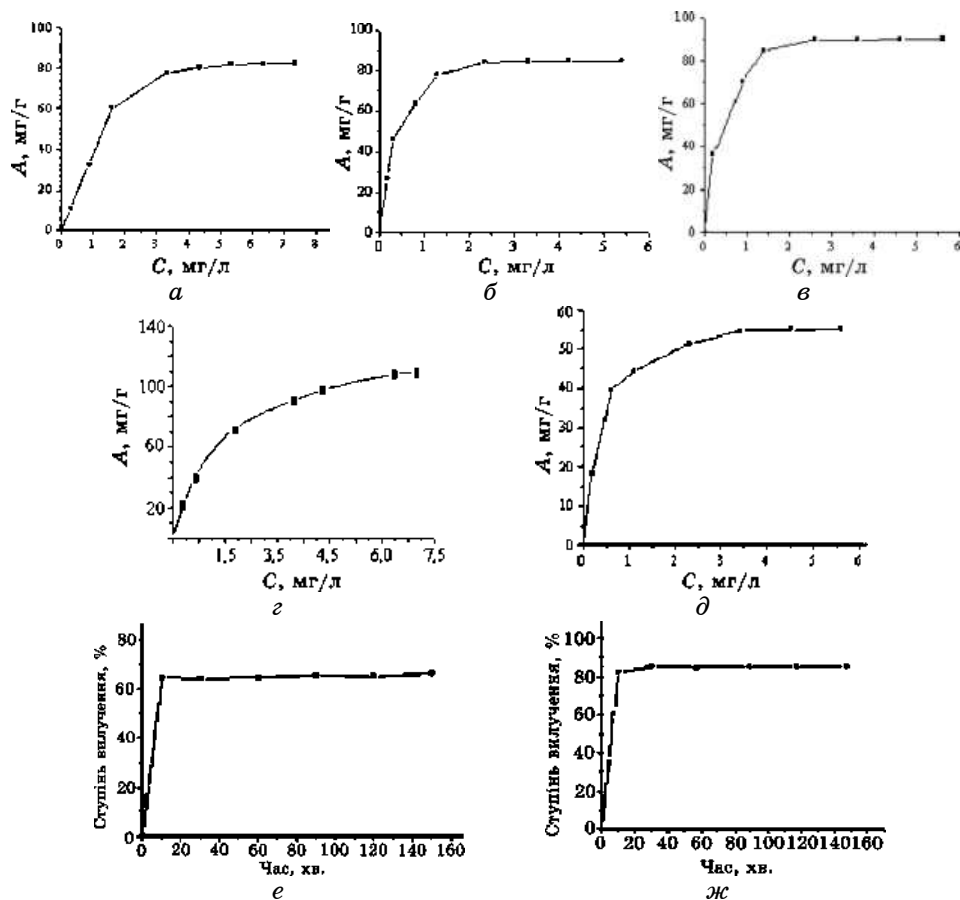 A, мг/г
100
80
60
40
20
0
0 1 2 3 4 5 6 7 8
C, мг/л
а
A, мг/г
100
80
60
40
20
0
0 1 2 3 4 5 6
C, мг/л
б
A, мг/г
100
80
60
40
20
0
0 1 2 3 4 5 6
C, мг/л
в
A, мг/г
140
100
60
20
1,5 3,5 4,5 6,0 7,5
C, мг/л
г
A, мг/г
60
50
40
30
20
10
0
0 1 2 3 4 5 6
C, мг/л
д
Ступінь вилучення, %
80
60
40
20
0
0 20 40 60 80 100 120 140 160
Час, хв.
е
Ступінь вилучення, %
100
80
60
40
20
0
0 20 40 60 80 100 120 140 160
Час, хв.
ж